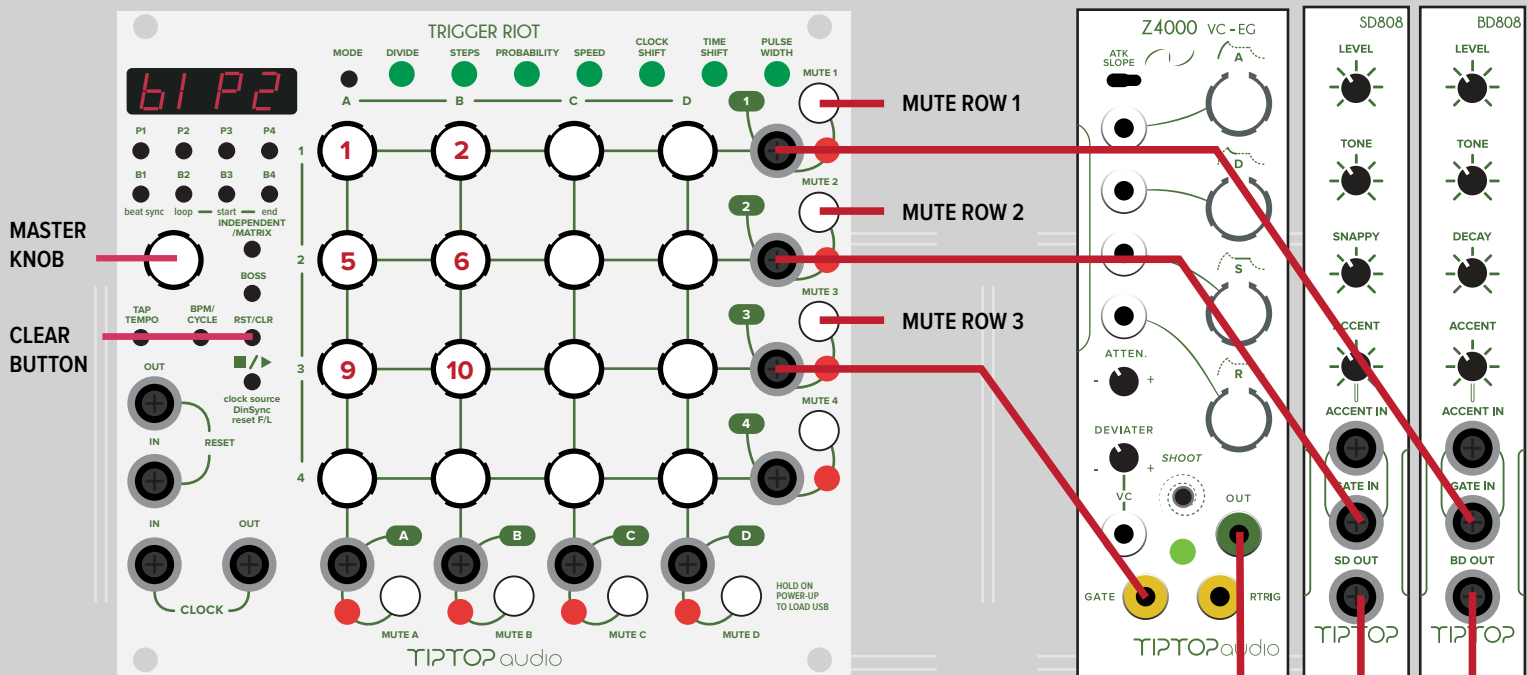 TRIGGER RIOT
b1 P2
MODE
DIVIDE
STEPS
PROBABILITY
SPEED
CLOCK
SHIFT
TIME
SHIFT
PULSE
WIDTH
A
B
C
D
P1 P2 P3 P4
B1 B2 B3 B4
beat sync loop start end
INDEPENDENT
/MATRIX
BOSS
TAP
TEMPO
BPM/
CYCLE
RST/CLR
clock source
DinSync
reset F/L
OUT
IN
RESET
IN
OUT
CLOCK
MASTER
KNOB
CLEAR
BUTTON
1
1
2
1
MUTE 1
MUTE ROW 1
2
5
6
2
MUTE 2
MUTE ROW 2
3
9
10
3
MUTE 3
MUTE ROW 3
4
4
MUTE 4
A
B
C
D
MUTE A
MUTE B
MUTE C
MUTE D
HOLD ON
POWER-UP
TO LOAD USB
TIPTOP audio
Z4000 VC-EG
ATK
SLOPE
A
D
S
R
ATTEN.
- +
DEVIATER
- +
VC
SHOOT
OUT
GATE
RTRIG
TIPTOP audio
SD808
LEVEL
TONE
SNAPPY
ACCENT
ACCENT IN
GATE IN
SD OUT
TIPTOP
BD808
LEVEL
TONE
DECAY
ACCENT
ACCENT IN
GATE IN
BD OUT
TIPTOP